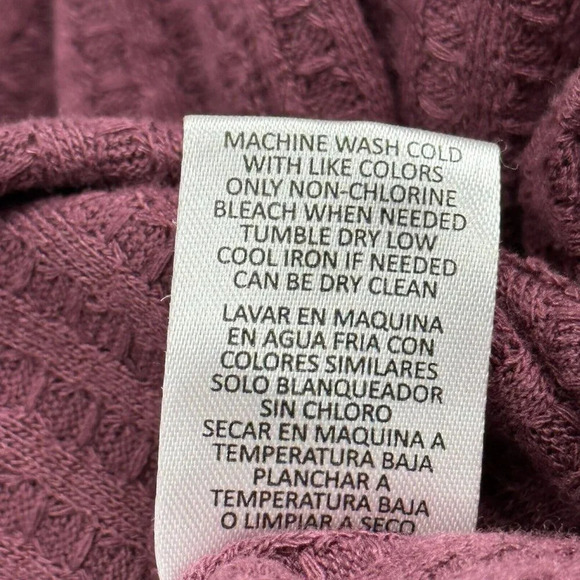 MACHINE WASH COLD
WITH LIKE COLORS
ONLY NON-CHLORINE
BLEACH WHEN NEEDED
TUMBLE DRY LOW
COOL IRON IF NEEDED
CAN BE DRY CLEAN
LAVAR EN MAQUINA
EN AGUA FRIA CON
COLORES SIMILARES
SOLO BLANQUEADOR
SIN CHLORO
SECAR EN MAQUINA A
TEMPERATURA BAJA
PLANCHAR A
TEMPERATURA BAJA
O LIMPIAR A SECO